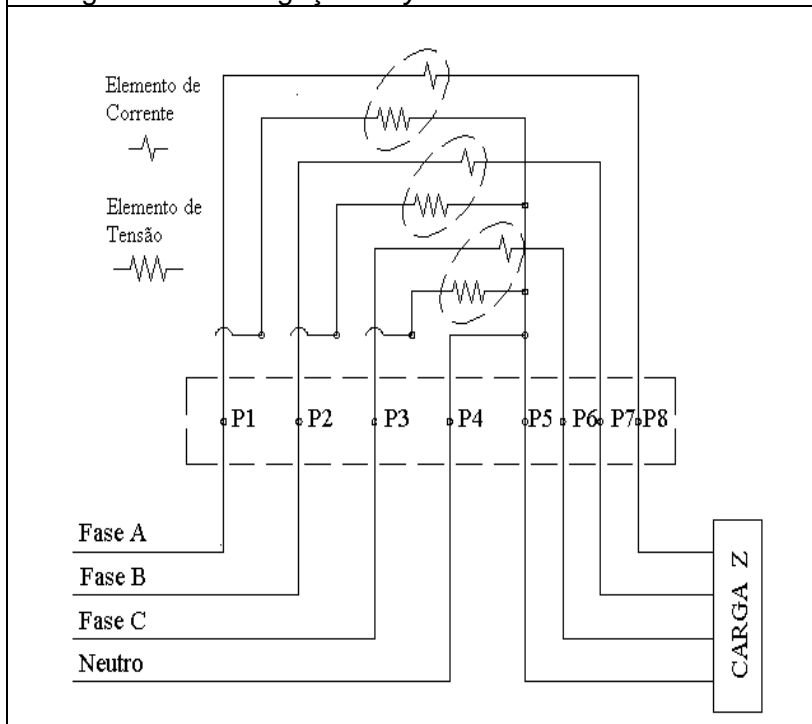 Elemento de
Corrente
Elemento de
Tensão
P1 P2 P3 P4 P5 P6 P7 P8
Fase A
Fase B
Fase C
Neutro
CARGA Z